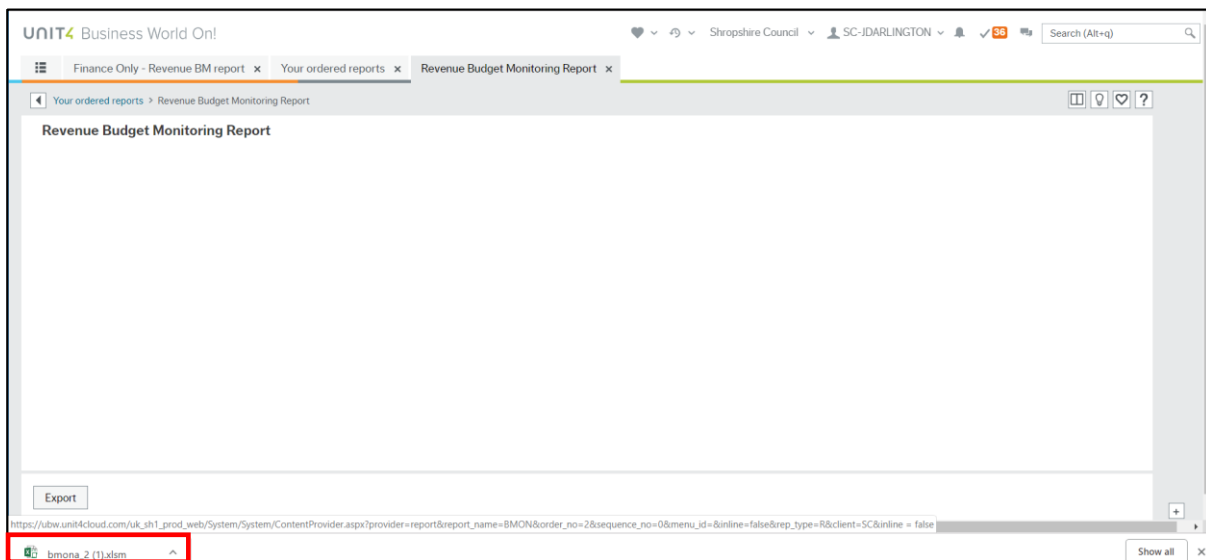 UNIT4 Business World On!
Shropshire Council SC-JDARLINGTON 36 Search (Alt+q)
Finance Only - Revenue BM report x Your ordered reports x Revenue Budget Monitoring Report x
Your ordered reports > Revenue Budget Monitoring Report ?
Revenue Budget Monitoring Report
Export
+
https://ubw.unit4cloud.com/uk_sh1_prod_web/System/System/ContentProvider.aspx?provider=report&report_name=BMON&order_no=2&sequence_no=0&menu_id=&inline=false&rep_type=R&client=SC&inline = false
bmona_2 (1).xlsm Show all ×